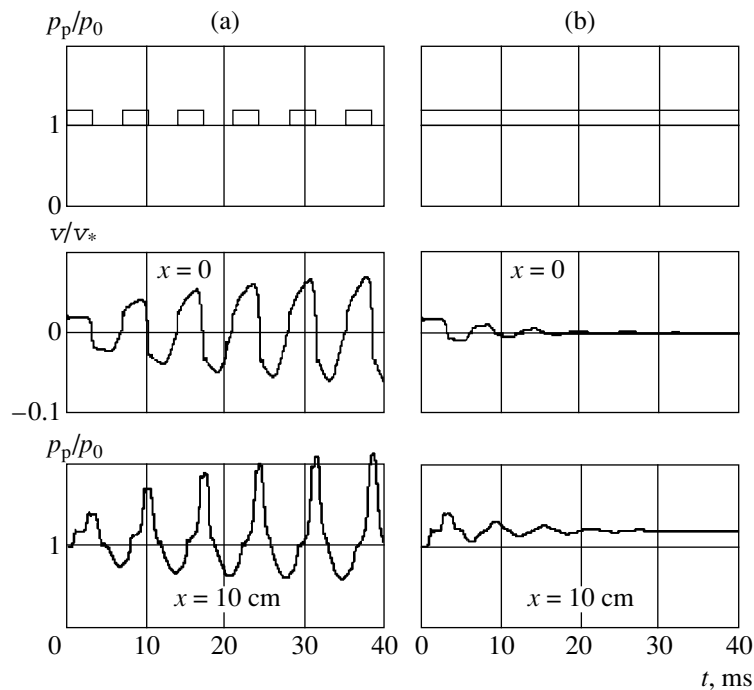 p_p/p_0 (a) (b)
1
0
v/v_*
x = 0 x = 0
0
−0.1
p_p/p_0
1
x = 10 cm x = 10 cm
0 10 20 30 40 0 10 20 30 40
t, ms